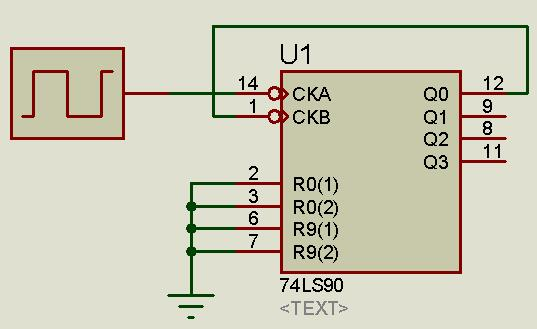 U1
14 CKA Q0 12
1 CKB Q1 9
Q2 8
Q3 11
2 R0(1)
3 R0(2)
6 R9(1)
7 R9(2)
74LS90
<TEXT>